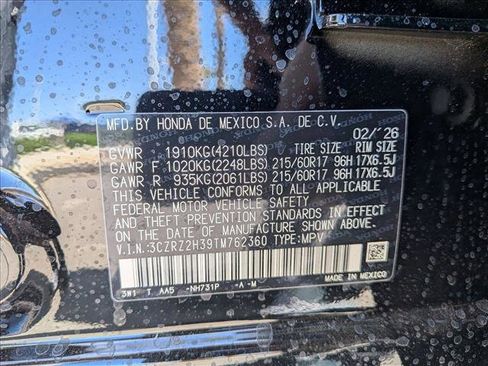 MFD.BY HONDA DE MEXICO S.A. DE C.V.
02/'26
GVWR 1910KG(4210LBS) TIRE SIZE RIM SIZE
GAWR F 1020KG(2248LBS) 215/60R17 96H 17X6.5J
GAWR R 935KG(2061LBS) 215/60R17 96H 17X6.5J
THIS VEHICLE CONFORMS TO ALL APPLICABLE
FEDERAL MOTOR VEHICLE SAFETY
AND THEFT PREVENTION STANDARDS IN EFFECT
ON THE DATE OF MANUFACTURE SHOWN ABOVE.
V.I.N:3CZRZ2H39TM762360 TYPE:MPV
3W1 T AA5 -NH731P -A-M MADE IN MEXICO